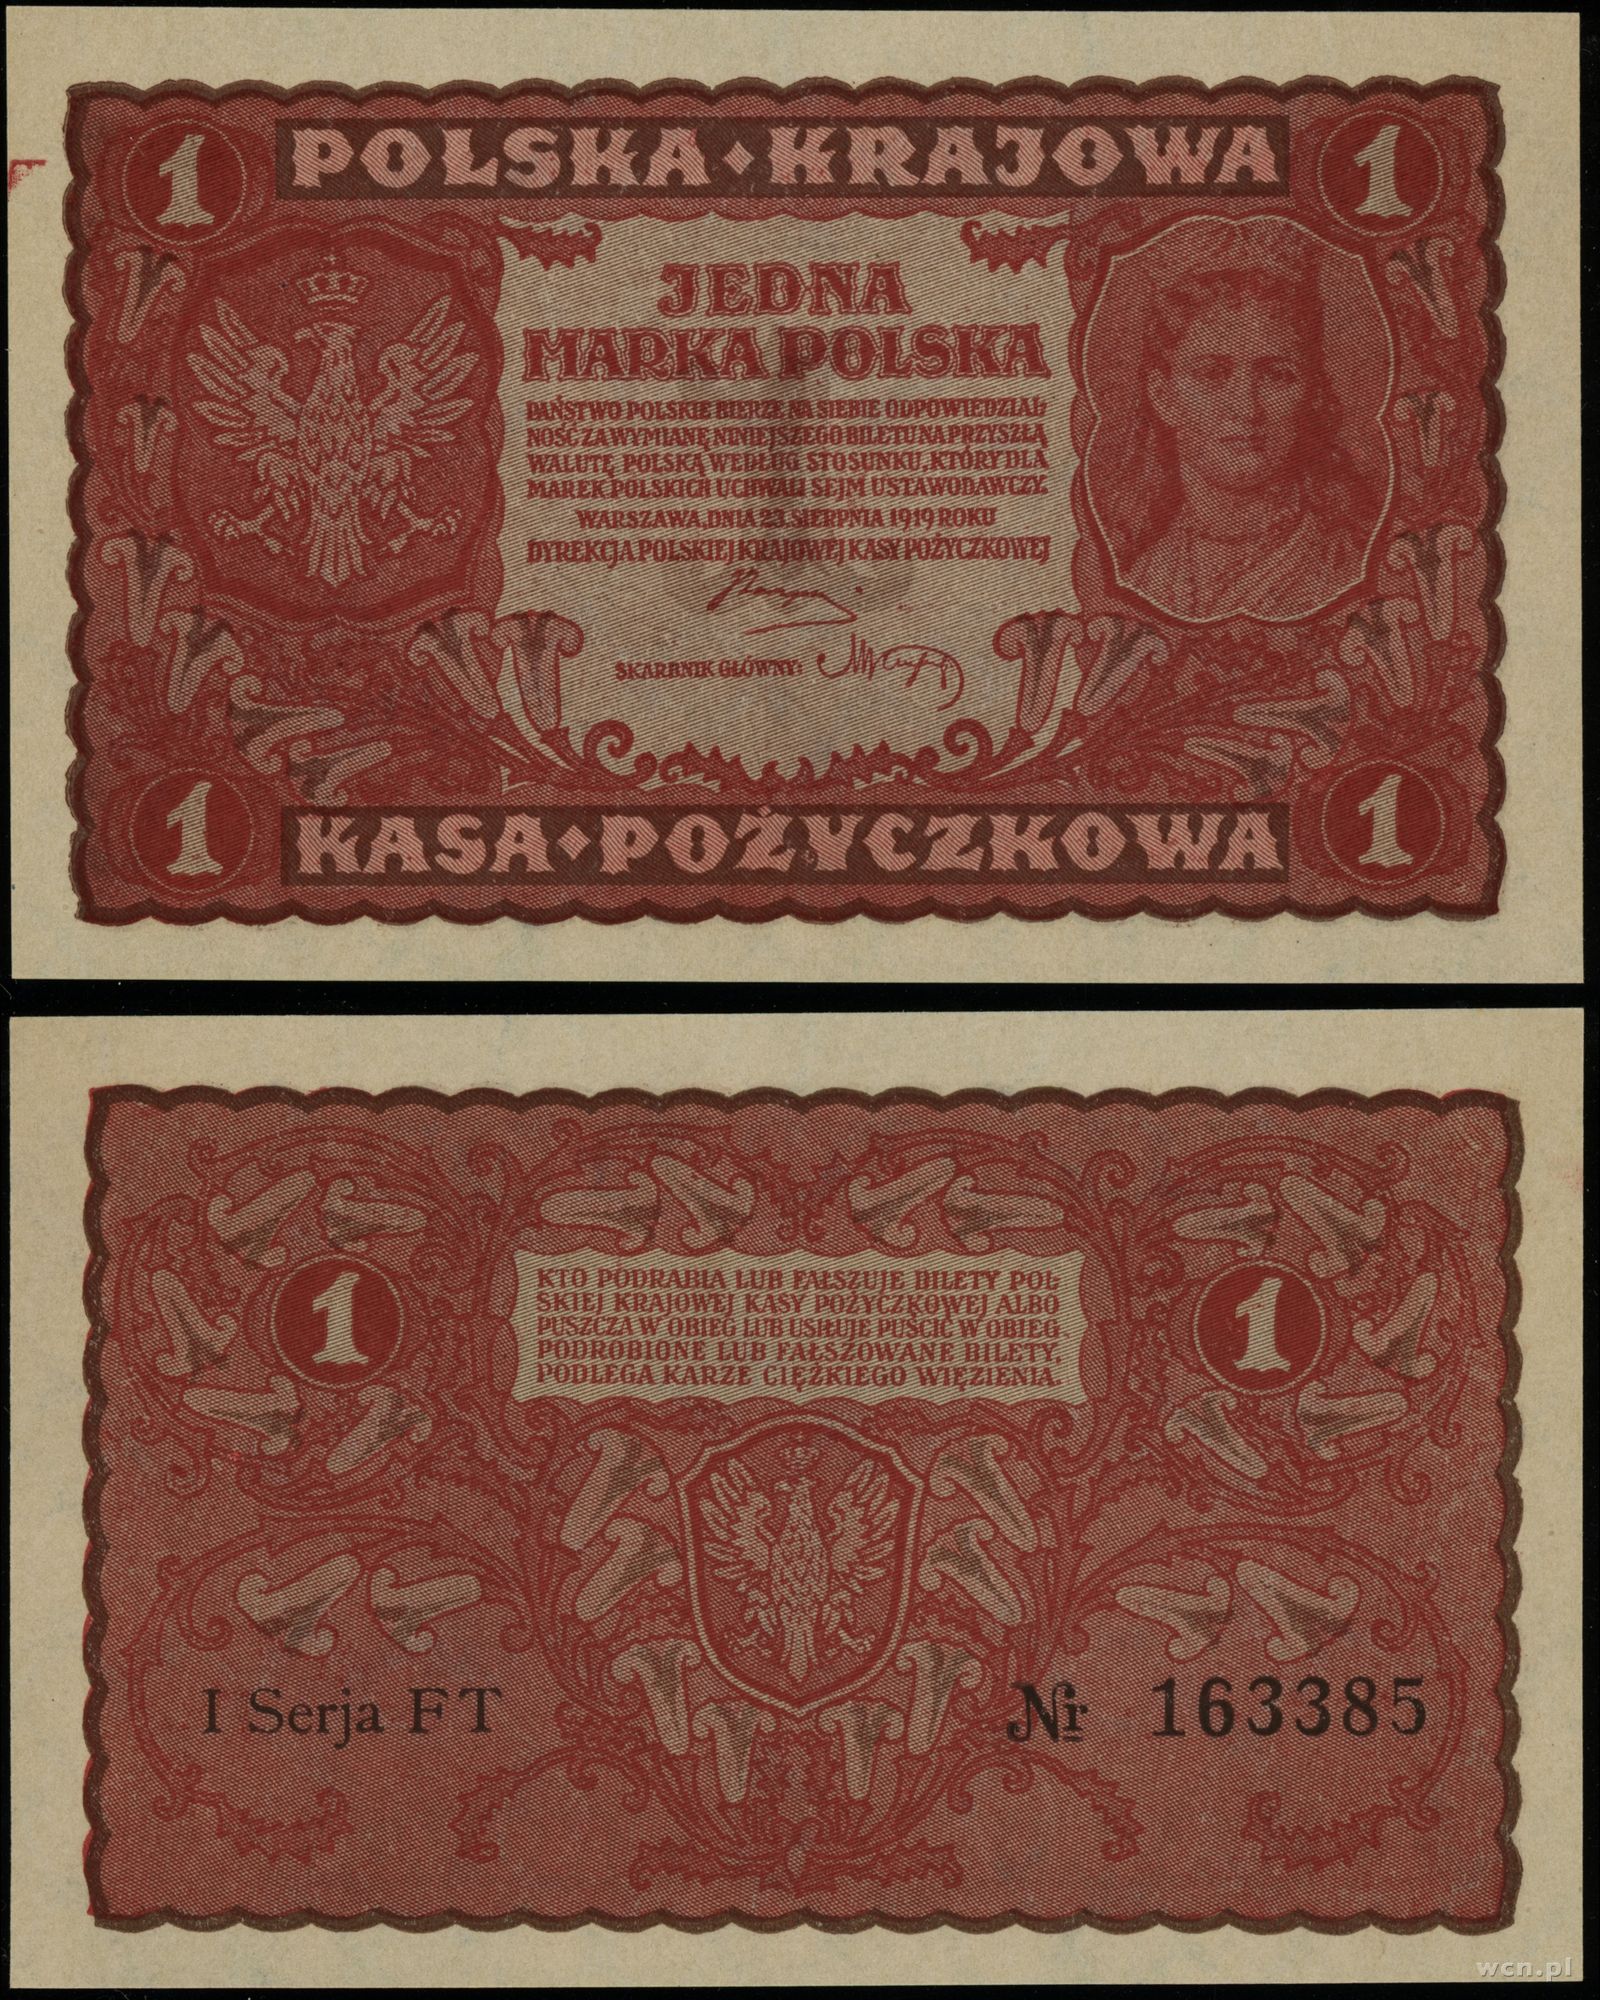 1 POLSKA • KRAJOWA 1
JEDNA
MARKA POLSKA
PAŃSTWO POLSKIE BIERZE NA SIEBIE ODPOWIEDZIAL-
NOŚĆ ZA WYMIANĘ NINIEJSZEGO BILETU NA PRZYSZŁĄ
WALUTĘ POLSKĄ WEDŁUG STOSUNKU, KTÓRY DLA
MAREK POLSKICH UCHWALI SEJM USTAWODAWCZY.
WARSZAWA, DNIA 23. SIERPNIA 1919 ROKU
DYREKCJA POLSKIEJ KRAJOWEJ KASY POŻYCZKOWEJ
SKARBNIK GŁÓWNY:
1 KASA • POŻYCZKOWA 1
KTO PODRABIA LUB FAŁSZUJE BILETY POL-
SKIEJ KRAJOWEJ KASY POŻYCZKOWEJ ALBO
1 PUSZCZA W OBIEG LUB USIŁUJE PUŚCIĆ W OBIEG 1
PODROBIONE LUB FAŁSZOWANE BILETY,
PODLEGA KARZE CIĘŻKIEGO WIĘZIENIA.
I Serja FT Nr 163385
wcn.pl